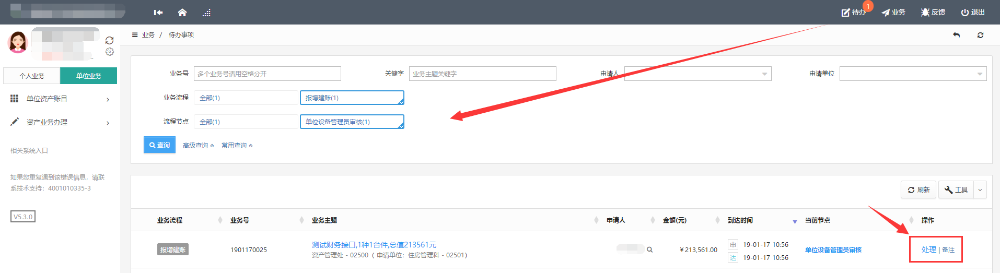 待办 1 业务 反馈 退出
业务 / 待办事项
个人业务 单位业务
单位资产账目
资产业务办理
相关系统入口
如果您重复遇到该错误信息，请联
系技术支持：4001010335-3
V5.3.0
业务号 多个业务号请用空格分开 关键字 业务主题关键字 申请人 申请单位
业务流程 全部(1) 报增建账(1)
流程节点 全部(1) 单位设备管理员审核(1)
查询 高级查询 常用查询
刷新 工具
业务流程 业务号 业务主题 申请人 金额(元) 到达时间 当前节点 操作
报增建账 1901170025 测试财务接口,1种1台件,总值213561元 ￥213,561.00 申 19-01-17 10:56 单位设备管理员审核 处理 | 备注
资产管理处 - 02500（ 申请单位：住房管理科 - 02501） 达 19-01-17 10:56